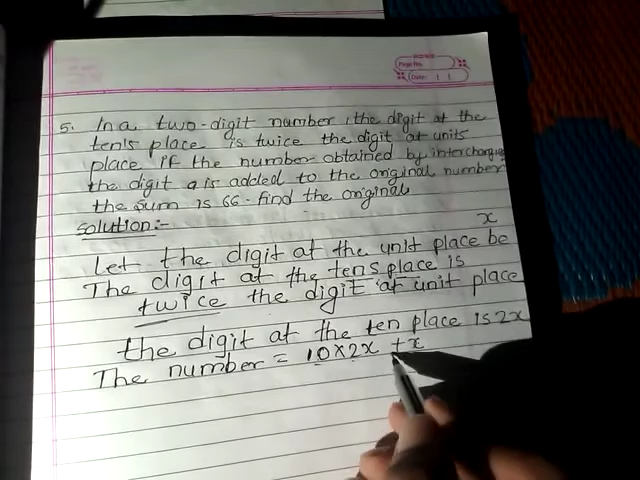 Page No.
Date: / /
5. In a two-digit number, the digit at the
ten's place is twice the digit at units
place if the number obtained by interchanging
the digit a is added to the original number
the sum is 66. find the original
solution:-
x
Let the digit at the unit place be
The digit at the tens place is
twice the digit at unit place
the digit at the ten place is 2x
The number = 10×2x +x